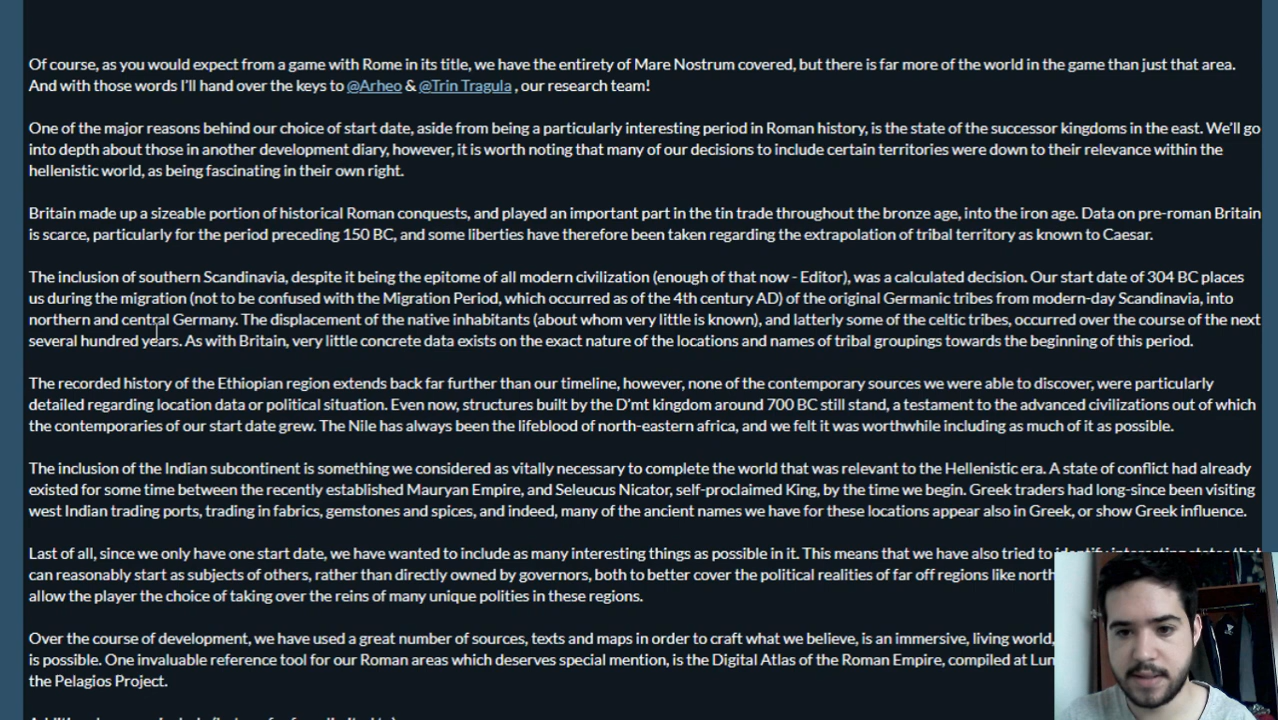 Of course, as you would expect from a game with Rome in its title, we have the entirety of Mare Nostrum covered, but there is far more of the world in the game than just that area.
And with those words I'll hand over the keys to @Arheo & @Trin Tragula , our research team!
One of the major reasons behind our choice of start date, aside from being a particularly interesting period in Roman history, is the state of the successor kingdoms in the east. We'll go
into depth about those in another development diary, however, it is worth noting that many of our decisions to include certain territories were down to their relevance within the
hellenistic world, as being fascinating in their own right.
Britain made up a sizeable portion of historical Roman conquests, and played an important part in the tin trade throughout the bronze age, into the iron age. Data on pre-roman Britain
is scarce, particularly for the period preceding 150 BC, and some liberties have therefore been taken regarding the extrapolation of tribal territory as known to Caesar.
The inclusion of southern Scandinavia, despite it being the epitome of all modern civilization (enough of that now - Editor), was a calculated decision. Our start date of 304 BC places
us during the migration (not to be confused with the Migration Period, which occurred as of the 4th century AD) of the original Germanic tribes from modern-day Scandinavia, into
northern and central Germany. The displacement of the native inhabitants (about whom very little is known), and latterly some of the celtic tribes, occurred over the course of the next
several hundred years. As with Britain, very little concrete data exists on the exact nature of the locations and names of tribal groupings towards the beginning of this period.
The recorded history of the Ethiopian region extends back far further than our timeline, however, none of the contemporary sources we were able to discover, were particularly
detailed regarding location data or political situation. Even now, structures built by the D'mt kingdom around 700 BC still stand, a testament to the advanced civilizations out of which
the contemporaries of our start date grew. The Nile has always been the lifeblood of north-eastern africa, and we felt it was worthwhile including as much of it as possible.
The inclusion of the Indian subcontinent is something we considered as vitally necessary to complete the world that was relevant to the Hellenistic era. A state of conflict had already
existed for some time between the recently established Mauryan Empire, and Seleucus Nicator, self-proclaimed King, by the time we begin. Greek traders had long-since been visiting
west Indian trading ports, trading in fabrics, gemstones and spices, and indeed, many of the ancient names we have for these locations appear also in Greek, or show Greek influence.
Last of all, since we only have one start date, we have wanted to include as many interesting things as possible in it. This means that we have also tried to
can reasonably start as subjects of others, rather than directly owned by governors, both to better cover the political realities of far off regions like north
allow the player the choice of taking over the reins of many unique polities in these regions.
Over the course of development, we have used a great number of sources, texts and maps in order to craft what we believe, is an immersive, living world,
is possible. One invaluable reference tool for our Roman areas which deserves special mention, is the Digital Atlas of the Roman Empire, compiled at Lun
the Pelagios Project.